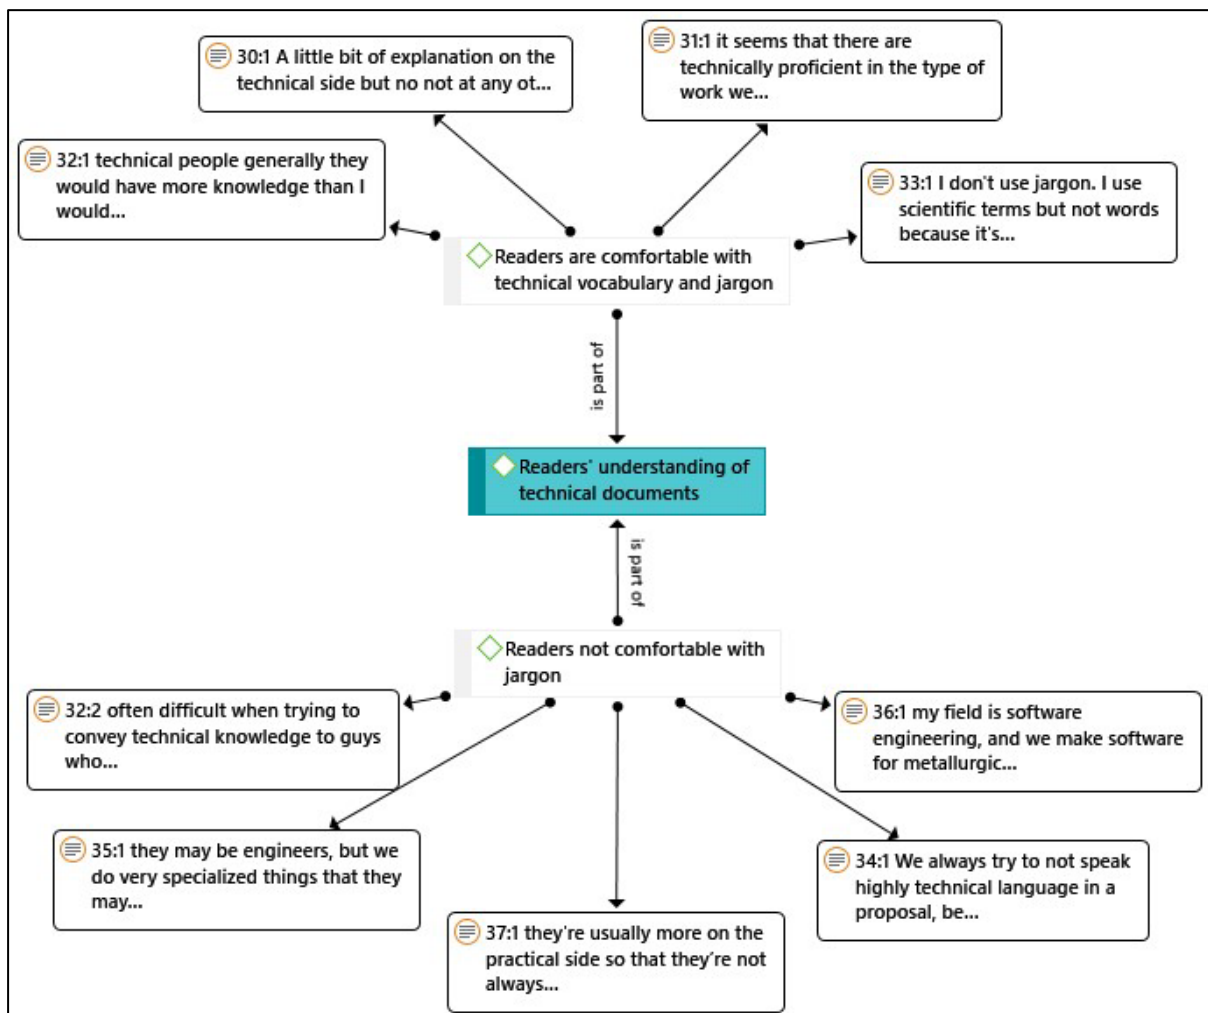 30:1 A little bit of explanation on the
technical side but no not at any ot...
31:1 it seems that there are
technically proficient in the type of
work we...
32:1 technical people generally they
would have more knowledge than I
would...
33:1 I don't use jargon. I use
scientific terms but not words
because it's...
Readers are comfortable with
technical vocabulary and jargon
is part of
Readers' understanding of
technical documents
is part of
Readers not comfortable with
jargon
32:2 often difficult when trying to
convey technical knowledge to guys
who...
36:1 my field is software
engineering, and we make software
for metallurgic...
35:1 they may be engineers, but we
do very specialized things that they
may...
34:1 We always try to not speak
highly technical language in a
proposal, be...
37:1 they're usually more on the
practical side so that they're not
always...